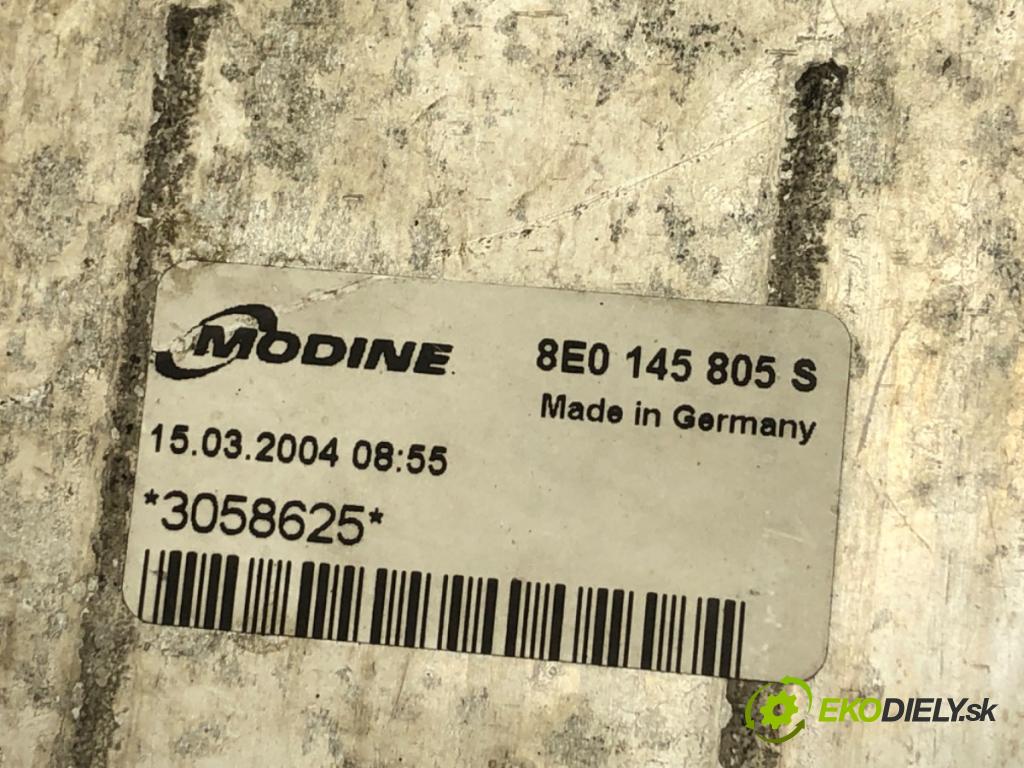 MODINE
8E0 145 805 S
Made in Germany
15.03.2004 08:55
*3058625*
EKODIELY.sk